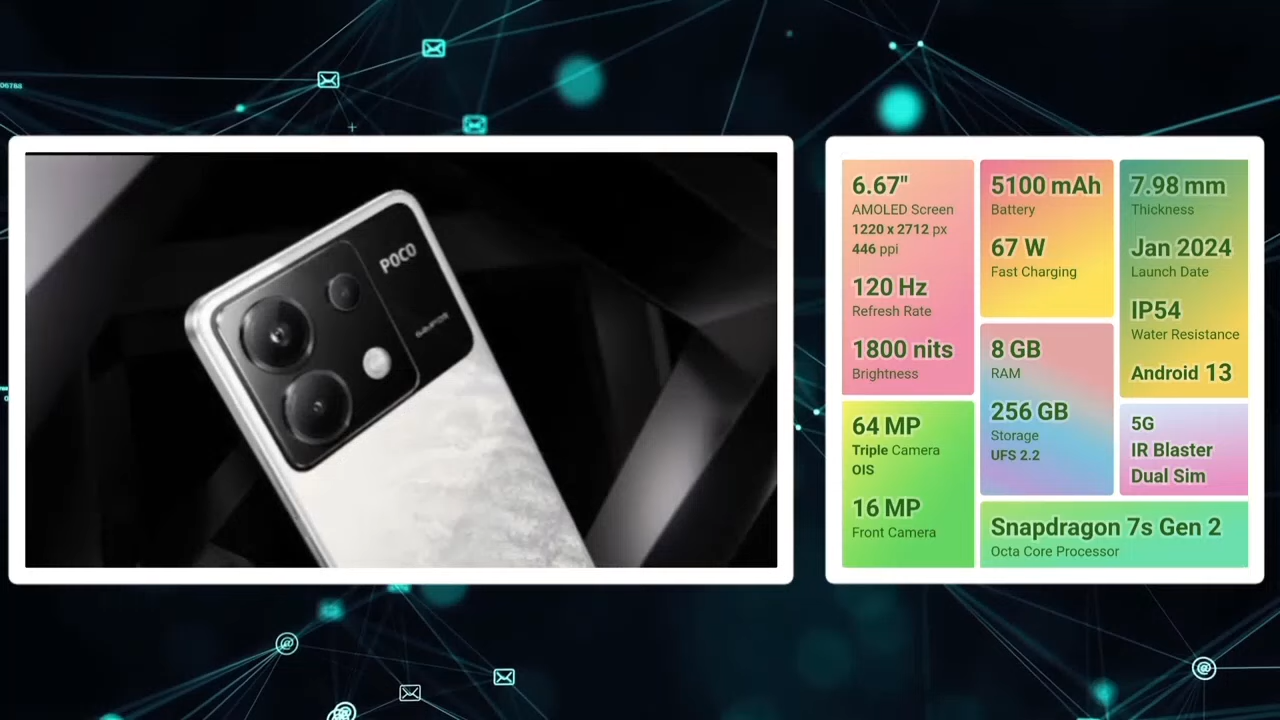 06768
POCO
6.67"
AMOLED Screen
1220 x 2712 px
446 ppi
120 Hz
Refresh Rate
1800 nits
Brightness
64 MP
Triple Camera
OIS
16 MP
Front Camera
5100 mAh
Battery
67 W
Fast Charging
8 GB
RAM
256 GB
Storage
UFS 2.2
7.98 mm
Thickness
Jan 2024
Launch Date
IP54
Water Resistance
Android 13
5G
IR Blaster
Dual Sim
Snapdragon 7s Gen 2
Octa Core Processor